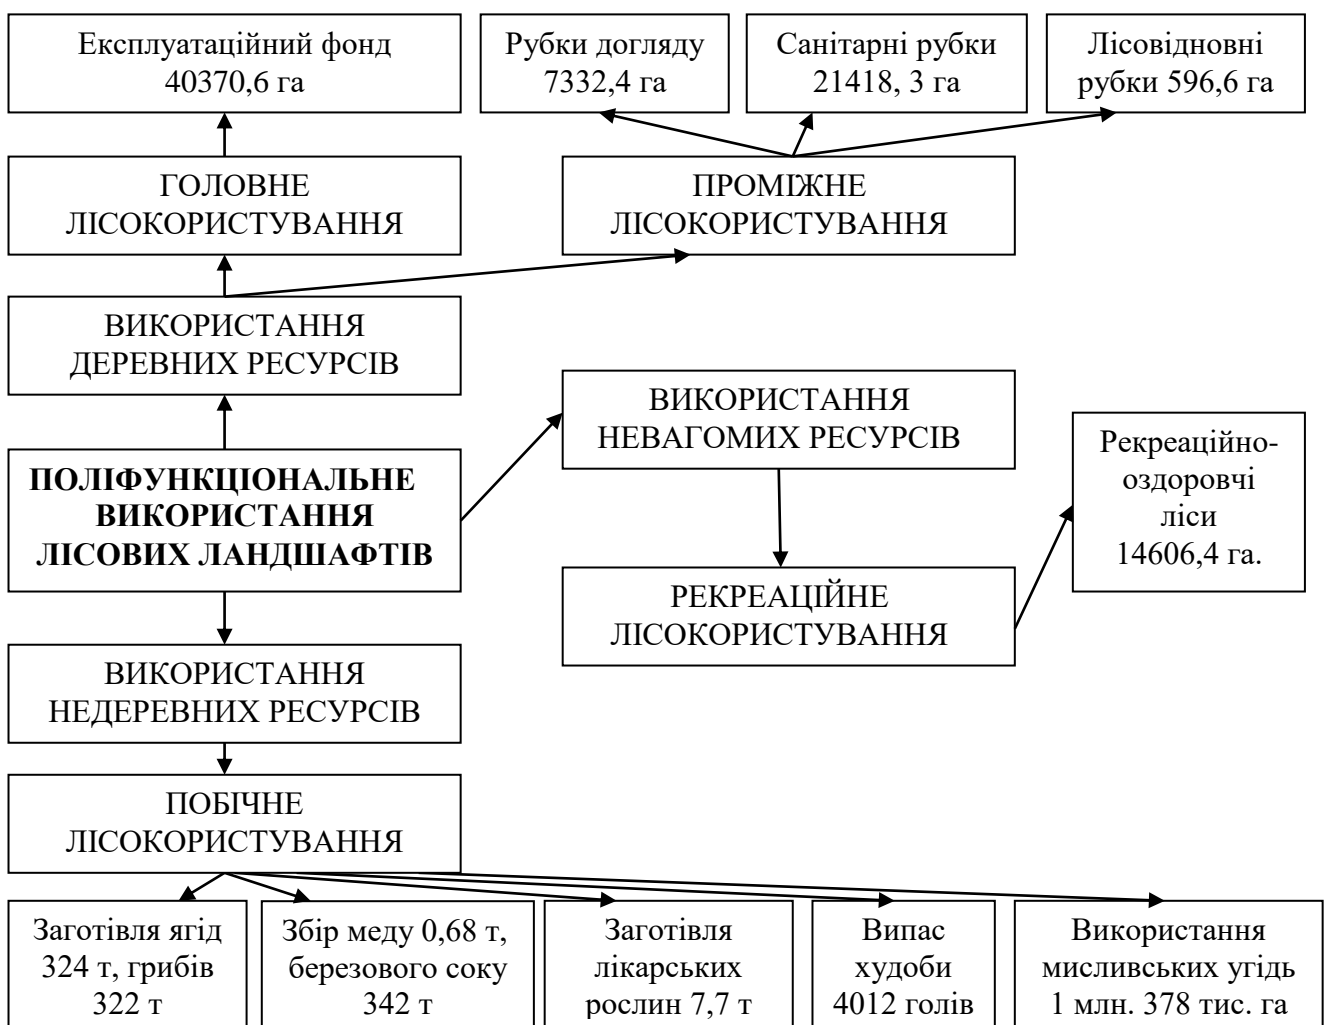 Експлуатаційний фонд
40370,6 га
Рубки догляду
7332,4 га
Санітарні рубки
21418, 3 га
Лісовідновні
рубки 596,6 га
ГОЛОВНЕ
ЛІСОКОРИСТУВАННЯ
ПРОМІЖНЕ
ЛІСОКОРИСТУВАННЯ
ВИКОРИСТАННЯ
ДЕРЕВНИХ РЕСУРСІВ
ВИКОРИСТАННЯ
НЕВАГОМИХ РЕСУРСІВ
Рекреаційно-
оздоровчі
ліси
14606,4 га.
ПОЛІФУНКЦІОНАЛЬНЕ
ВИКОРИСТАННЯ
ЛІСОВИХ ЛАНДШАФТІВ
РЕКРЕАЦІЙНЕ
ЛІСОКОРИСТУВАННЯ
ВИКОРИСТАННЯ
НЕДЕРЕВНИХ РЕСУРСІВ
ПОБІЧНЕ
ЛІСОКОРИСТУВАННЯ
Заготівля ягід
324 т, грибів
322 т
Збір меду 0,68 т,
березового соку
342 т
Заготівля
лікарських
рослин 7,7 т
Випас
худоби
4012 голів
Використання
мисливських угідь
1 млн. 378 тис. га